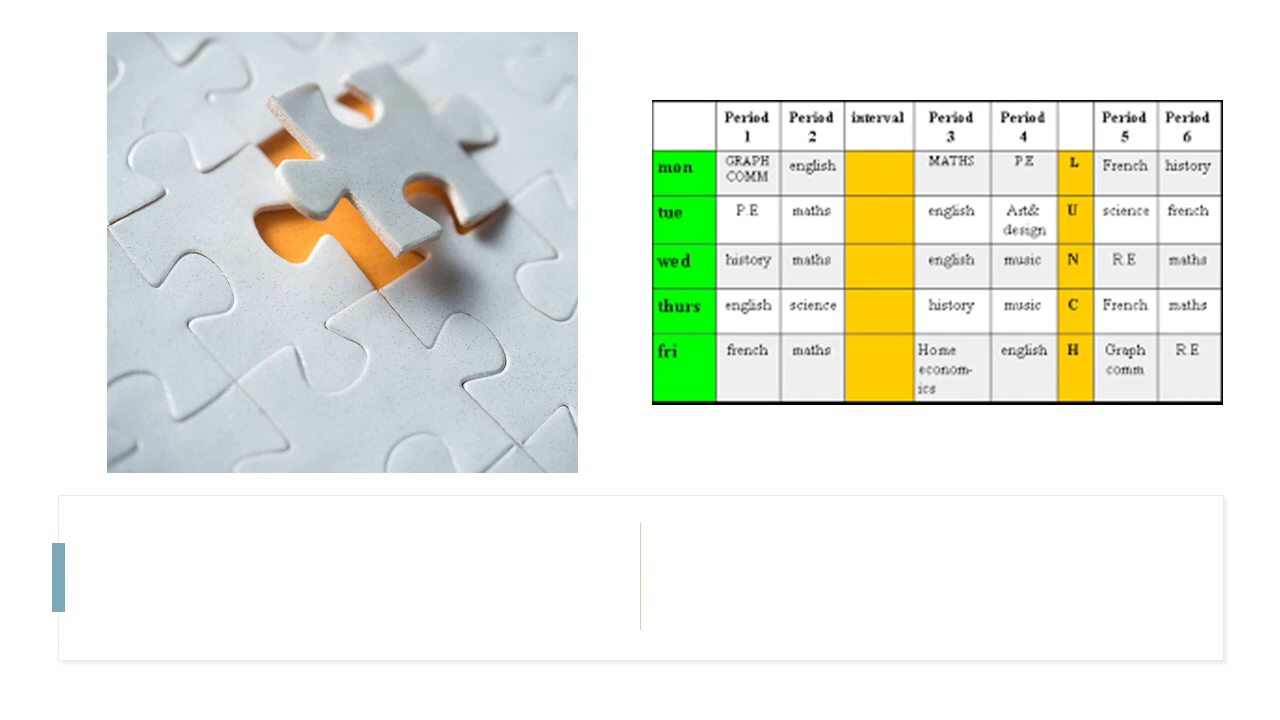 Period 1 Period 2 interval Period 3 Period 4 Period 5 Period 6
mon GRAPH COMM english MATHS P.E L French history
tue P.E maths english Art& design U science french
wed history maths english music N R.E maths
thurs english science history music C French maths
fri french maths Home econom- ics english H Graph comm R.E